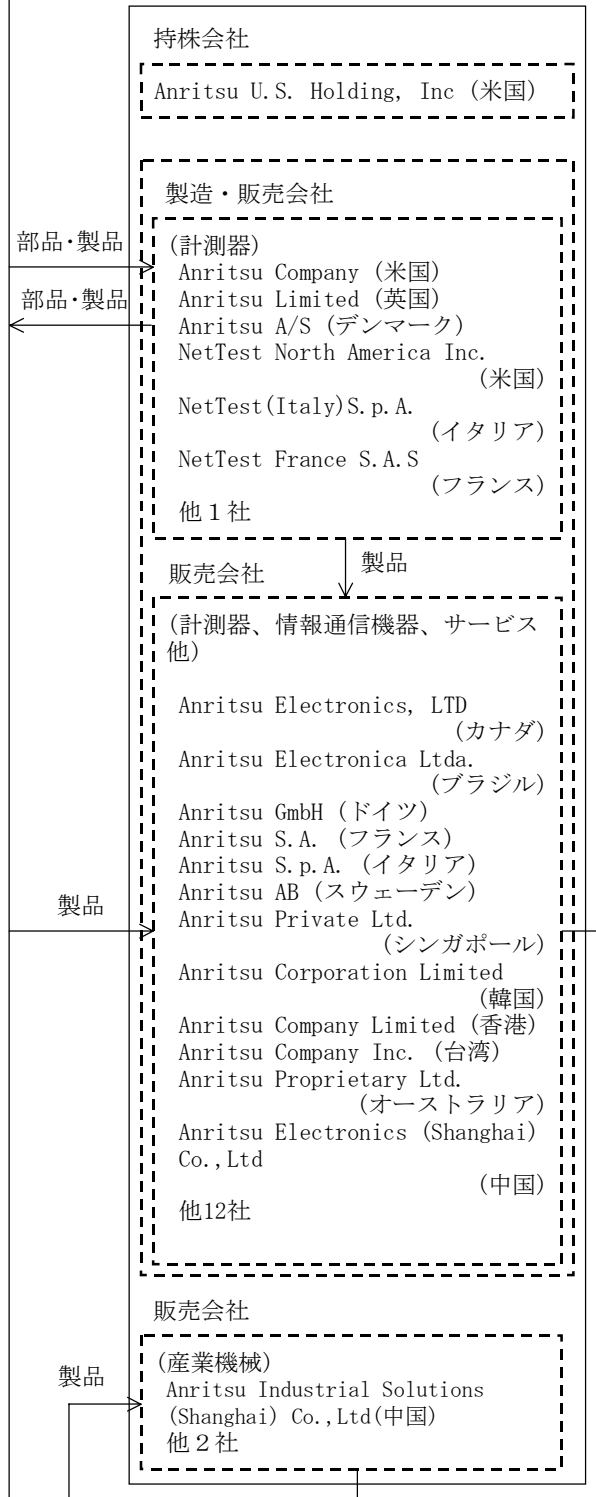 持株会社
Anritsu U.S. Holding, Inc (米国)
製造・販売会社
部品・製品
(計測器)
Anritsu Company (米国)
部品・製品
Anritsu Limited (英国)
Anritsu A/S (デンマーク)
NetTest North America Inc.
(米国)
NetTest(Italy)S.p.A.
(イタリア)
NetTest France S.A.S
(フランス)
他１社
製品
販売会社
(計測器、情報通信機器、サービス
他)
Anritsu Electronics, LTD
(カナダ)
Anritsu Electronica Ltda.
(ブラジル)
Anritsu GmbH (ドイツ)
Anritsu S.A. (フランス)
Anritsu S.p.A. (イタリア)
Anritsu AB (スウェーデン)
製品
Anritsu Private Ltd.
(シンガポール)
Anritsu Corporation Limited
(韓国)
Anritsu Company Limited (香港)
Anritsu Company Inc. (台湾)
Anritsu Proprietary Ltd.
(オーストラリア)
Anritsu Electronics (Shanghai)
Co.,Ltd
(中国)
他12社
販売会社
製品
(産業機械)
Anritsu Industrial Solutions
(Shanghai) Co.,Ltd(中国)
他２社